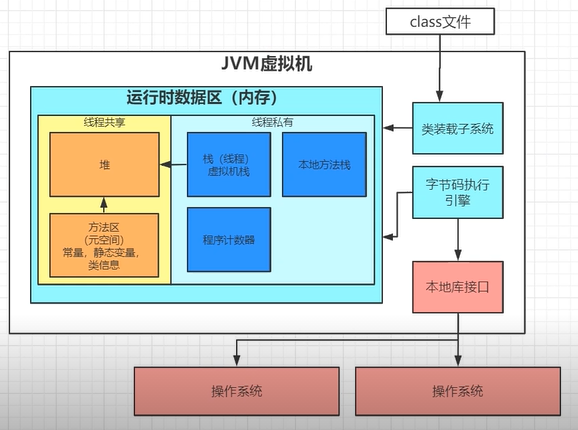 class文件
JVM虚拟机
运行时数据区（内存）
线程共享
线程私有
类装载子系统
堆
栈（线程）
虚拟机栈
本地方法栈
字节码执行
引擎
方法区
（元空间）
常量，静态变量，
类信息
程序计数器
本地库接口
操作系统
操作系统